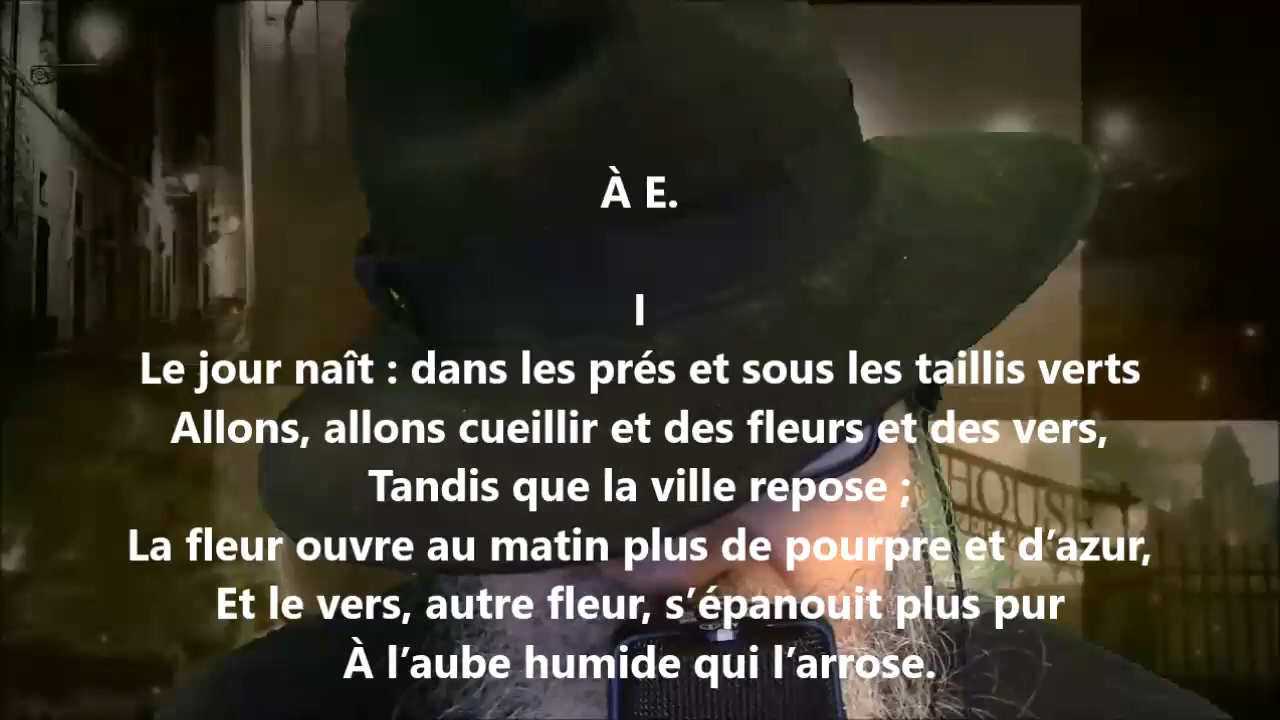 À E.
I
Le jour naît : dans les prés et sous les taillis verts
Allons, allons cueillir et des fleurs et des vers,
Tandis que la ville repose ;
HOUSE
La fleur ouvre au matin plus de pourpre et d’azur,
Et le vers, autre fleur, s’épanouit plus pur
À l’aube humide qui l’arrose.